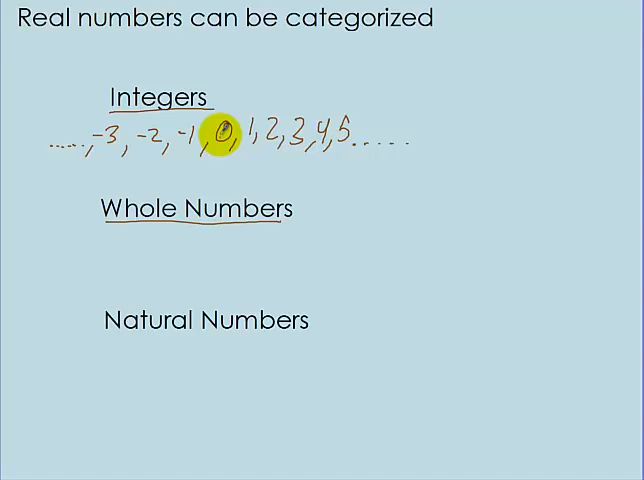 Real numbers can be categorized
Integers
....., -3, -2, -1, 0, 1, 2, 3, 4, 5.....
Whole Numbers
Natural Numbers